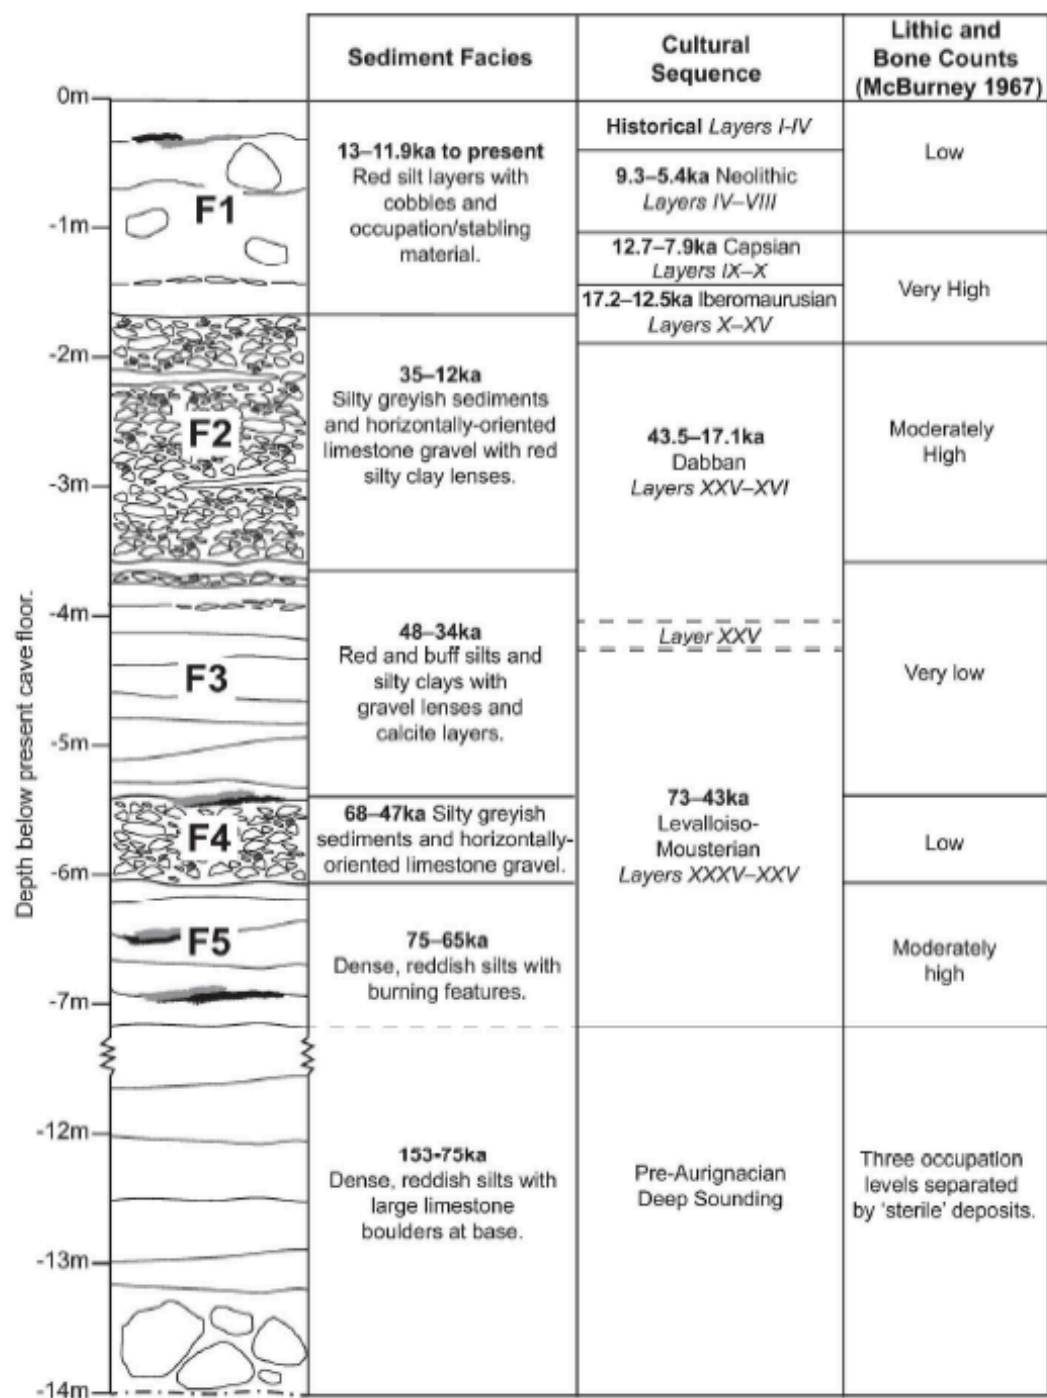 Sediment Facies
Cultural
Sequence
Lithic and
Bone Counts
(McBurney 1967)
Depth below present cave floor.
0m
-1m
-2m
-3m
-4m
-5m
-6m
-7m
-12m
-13m
-14m
F1
F2
F3
F4
F5
13–11.9ka to present
Red silt layers with
cobbles and
occupation/stabling
material.
35–12ka
Silty greyish sediments
and horizontally-oriented
limestone gravel with red
silty clay lenses.
48–34ka
Red and buff silts and
silty clays with
gravel lenses and
calcite layers.
68–47ka Silty greyish
sediments and horizontally-
oriented limestone gravel.
75–65ka
Dense, reddish silts with
burning features.
153-75ka
Dense, reddish silts with
large limestone
boulders at base.
Historical Layers I-IV
9.3–5.4ka Neolithic
Layers IV–VIII
12.7–7.9ka Capsian
Layers IX–X
17.2–12.5ka Iberomaurusian
Layers X–XV
43.5–17.1ka
Dabban
Layers XXV–XVI
Layer XXV
73–43ka
Levalloiso-
Mousterian
Layers XXXV–XXV
Pre-Aurignacian
Deep Sounding
Low
Very High
Moderately
High
Very low
Low
Moderately
high
Three occupation
levels separated
by 'sterile' deposits.